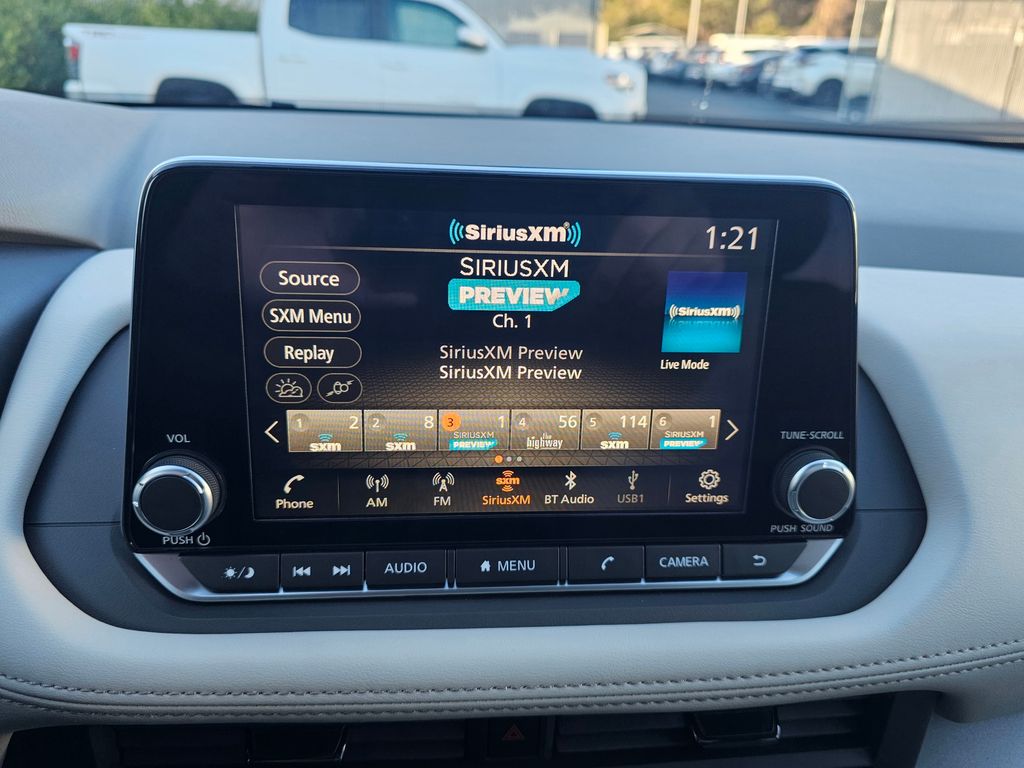 SiriusXM
1:21
Source
SIRIUSXM
PREVIEW
SiriusXM
SXM Menu
Ch. 1
Replay
SiriusXM Preview
SiriusXM Preview
Live Mode
1 2 2 8 3 1 4 56 5 114 6 1
sxm sxm SIRIUSXM PREVIEW the highway sxm SIRIUSXM PREVIEW
Phone AM FM sxm SiriusXM BT Audio USB1 Settings
VOL
TUNE-SCROLL
PUSH
PUSH SOUND
AUDIO MENU CAMERA